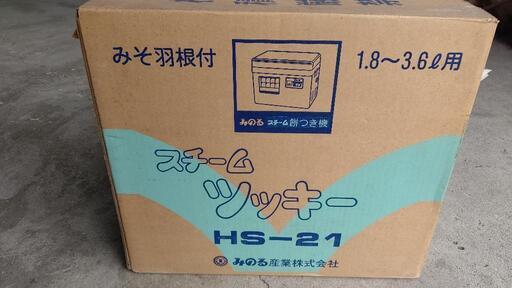 みそ羽根付
1.8～3.6ℓ用
みのる スチーム餅つき機
スチーム
ツッキー
HS-21
みのる産業株式会社